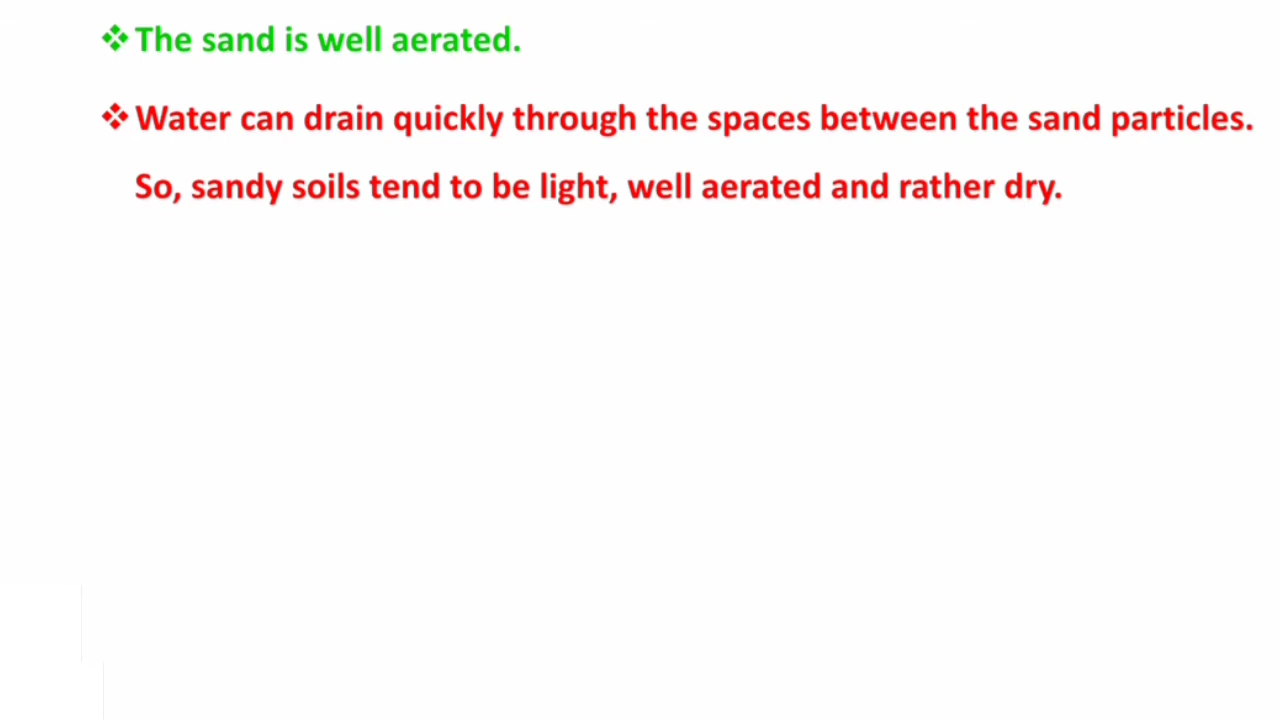 ❖ The sand is well aerated.
❖ Water can drain quickly through the spaces between the sand particles.
So, sandy soils tend to be light, well aerated and rather dry.